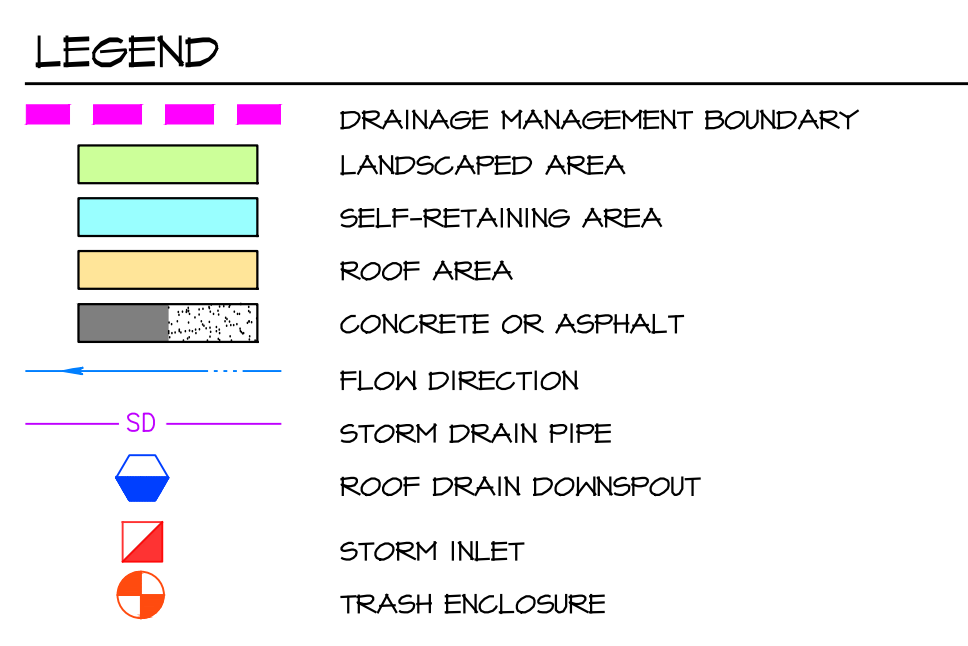 LEGEND
DRAINAGE MANAGEMENT BOUNDARY
LANDSCAPED AREA
SELF-RETAINING AREA
ROOF AREA
CONCRETE OR ASPHALT
FLOW DIRECTION
SD STORM DRAIN PIPE
ROOF DRAIN DOWNSPOUT
STORM INLET
TRASH ENCLOSURE